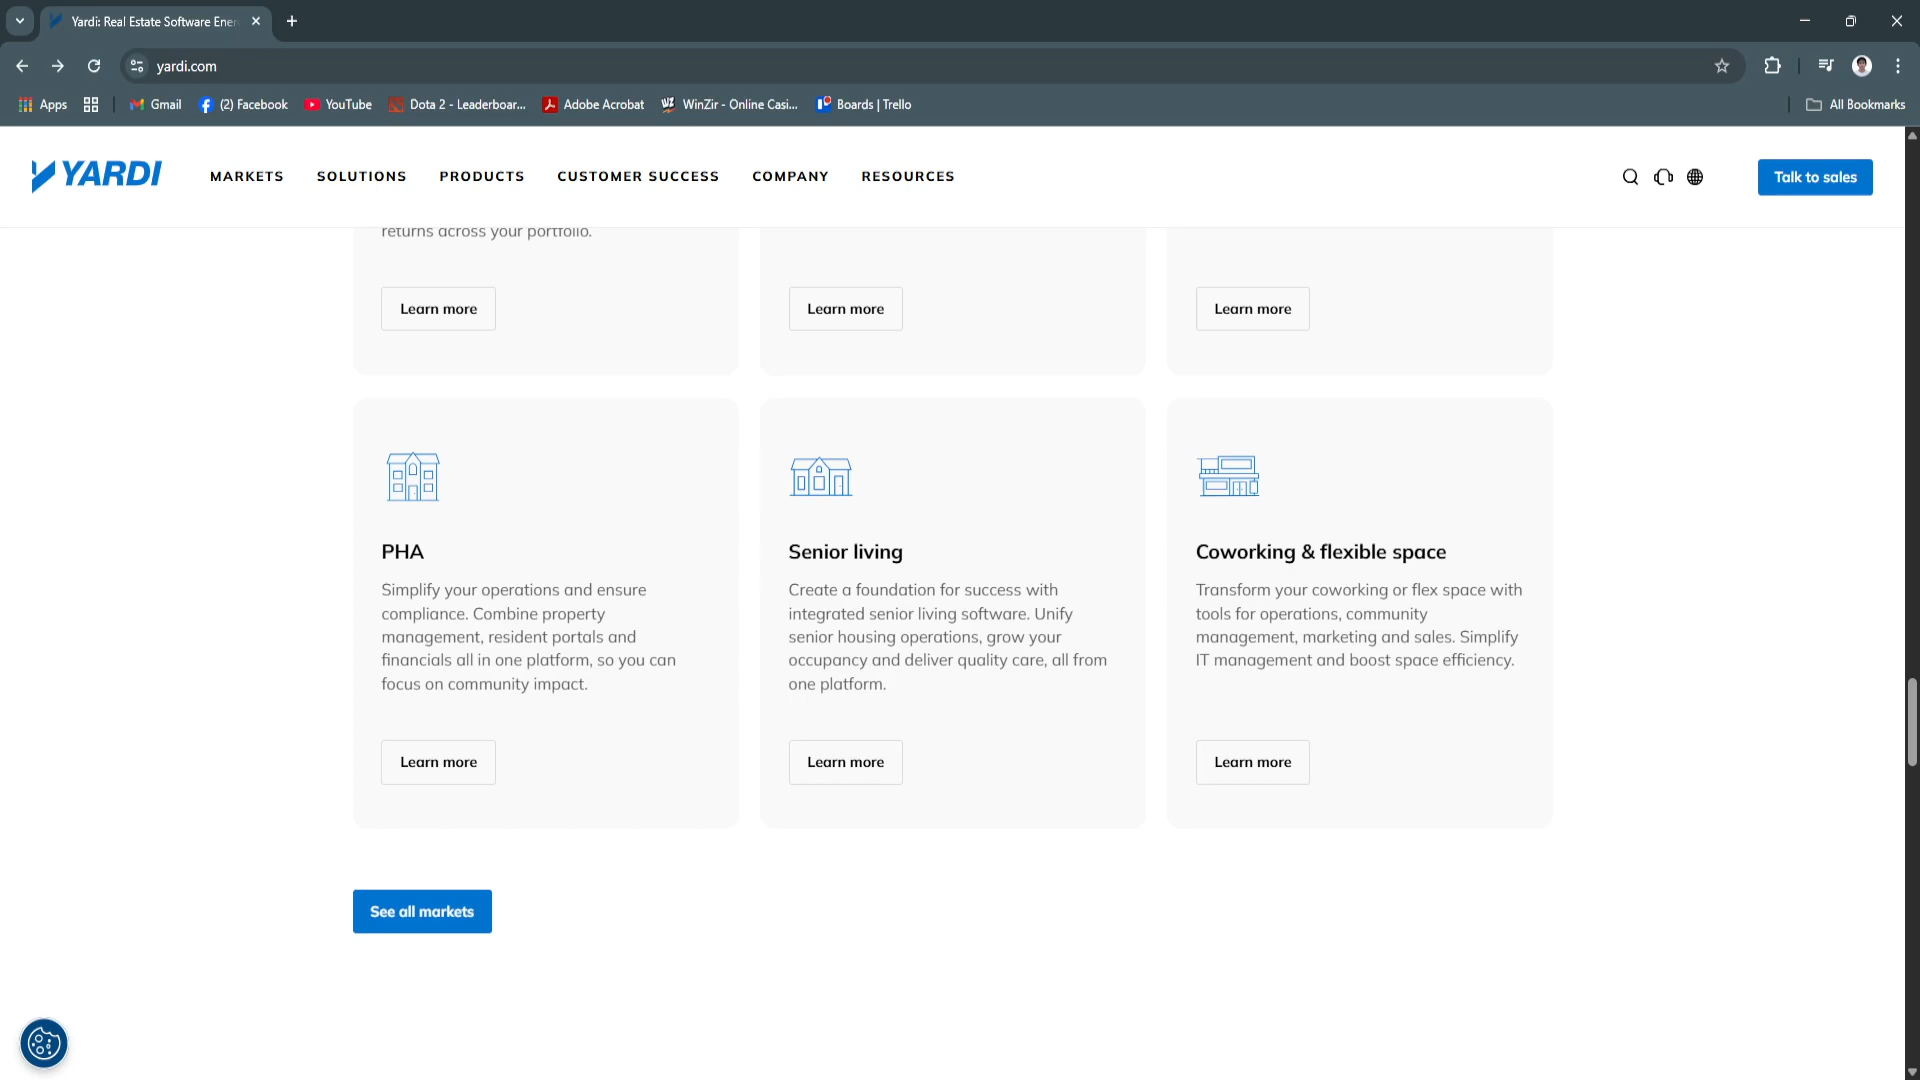 Yardi: Real Estate Software Ener
yardi.com
Apps
Gmail
(2) Facebook
YouTube
Dota 2 - Leaderboar...
Adobe Acrobat
WinZir - Online Casi...
Boards | Trello
All Bookmarks
YARDI
MARKETS
SOLUTIONS
PRODUCTS
CUSTOMER SUCCESS
COMPANY
RESOURCES
Talk to sales
returns across your portfolio.
Learn more
Learn more
Learn more
PHA
Simplify your operations and ensure
compliance. Combine property
management, resident portals and
financials all in one platform, so you can
focus on community impact.
Learn more
Senior living
Create a foundation for success with
integrated senior living software. Unify
senior housing operations, grow your
occupancy and deliver quality care, all from
one platform.
Learn more
Coworking & flexible space
Transform your coworking or flex space with
tools for operations, community
management, marketing and sales. Simplify
IT management and boost space efficiency.
Learn more
See all markets